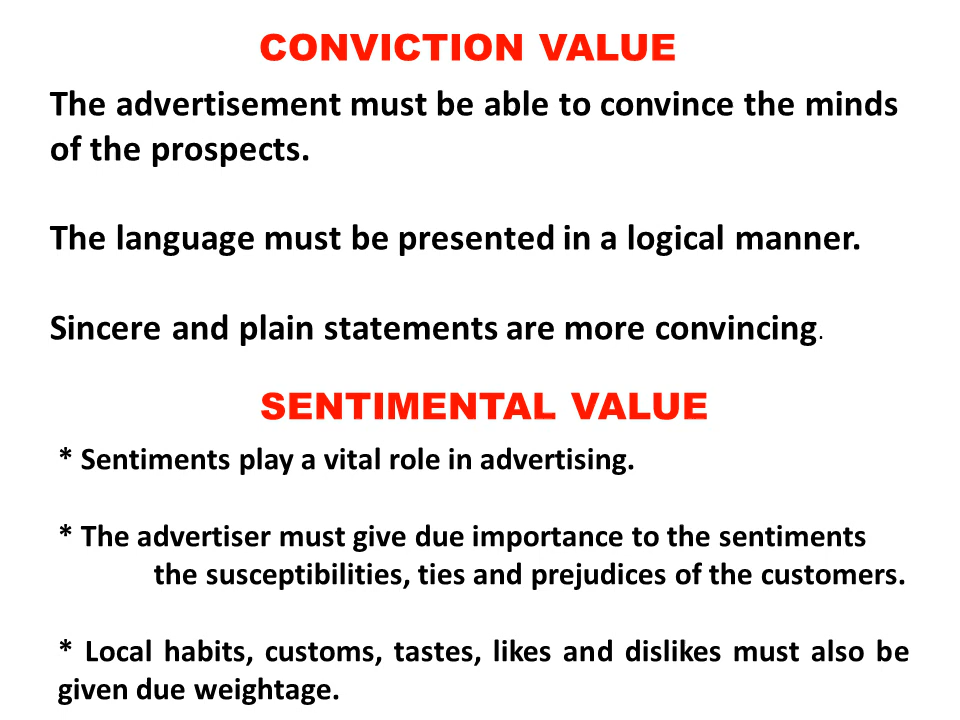 CONVICTION VALUE
The advertisement must be able to convince the minds
of the prospects.
The language must be presented in a logical manner.
Sincere and plain statements are more convincing.
SENTIMENTAL VALUE
* Sentiments play a vital role in advertising.
* The advertiser must give due importance to the sentiments
the susceptibilities, ties and prejudices of the customers.
* Local habits, customs, tastes, likes and dislikes must also be
given due weightage.